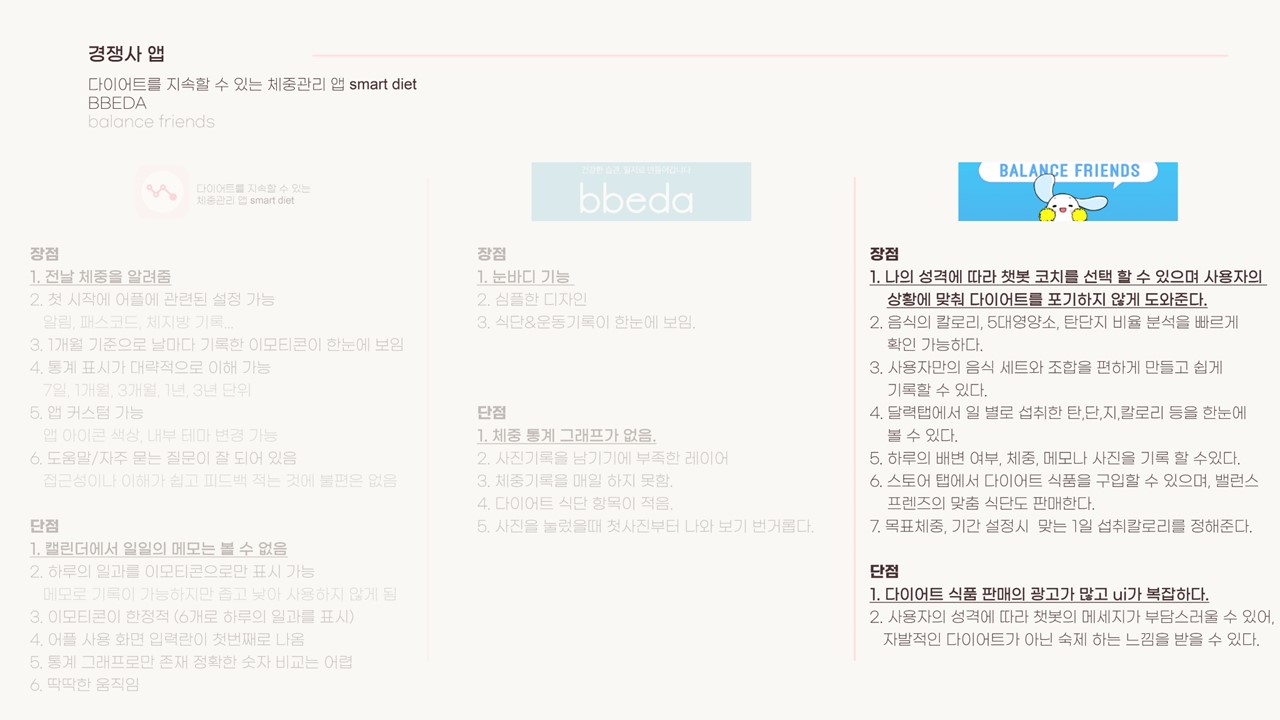 경쟁사 앱
다이어트를 지속할 수 있는 체중관리 앱 smart diet
BBEDA
balance friends
다이어트를 지속할 수 있는
체중관리 앱 smart diet
장점
1. 전날 체중을 알려줌
2. 첫 시작에 어플에 관련된 설정 가능
알림, 패스코드, 체지방 기록...
3. 1개월 기준으로 날마다 기록한 이모티콘이 한눈에 보임
4. 통계 표시가 대략적으로 이해 가능
7일, 1개월, 3개월, 1년, 3년 단위
5. 앱 커스텀 가능
앱 아이콘 색상, 내부 테마 변경 가능
6. 도움말/자주 묻는 질문이 잘 되어 있음
접근성이나 이해가 쉽고 피드백 적는 것에 불편은 없음
단점
1. 캘린더에서 일일의 메모는 볼 수 없음
2. 하루의 일과를 이모티콘으로만 표시 가능
메모로 기록이 가능하지만 좁고 낮아 사용하지 않게 됨
3. 이모티콘이 한정적 (6개로 하루의 일과를 표시)
4. 어플 사용 화면 입력란이 첫번째로 나옴
5. 통계 그래프로만 존재 정확한 숫자 비교는 어렵
6. 딱딱한 움직임
bbeda
장점
1. 눈바디 기능
2. 심플한 디자인
3. 식단&운동기록이 한눈에 보임.
단점
1. 체중 통계 그래프가 없음.
2. 사진기록을 남기기에 부족한 레이어
3. 체중기록을 매일 하지 못함.
4. 다이어트 식단 항목이 적음.
5. 사진을 눌렀을때 첫사진부터 나와 보기 번거롭다.
BALANCE FRIENDS
장점
1. 나의 성격에 따라 챗봇 코치를 선택 할 수 있으며 사용자의
상황에 맞춰 다이어트를 포기하지 않게 도와준다.
2. 음식의 칼로리, 5대영양소, 탄단지 비율 분석을 빠르게
확인 가능하다.
3. 사용자만의 음식 세트와 조합을 편하게 만들고 쉽게
기록할 수 있다.
4. 달력탭에서 일 별로 섭취한 탄,단,지,칼로리 등을 한눈에
볼 수 있다.
5. 하루의 배변 여부, 체중, 메모나 사진을 기록 할 수있다.
6. 스토어 탭에서 다이어트 식품을 구입할 수 있으며, 밸런스
프렌즈의 맞춤 식단도 판매한다.
7. 목표체중, 기간 설정시 맞는 1일 섭취칼로리를 정해준다.
단점
1. 다이어트 식품 판매의 광고가 많고 ui가 복잡하다.
2. 사용자의 성격에 따라 챗봇의 메세지가 부담스러울 수 있어,
자발적인 다이어트가 아닌 숙제 하는 느낌을 받을 수 있다.